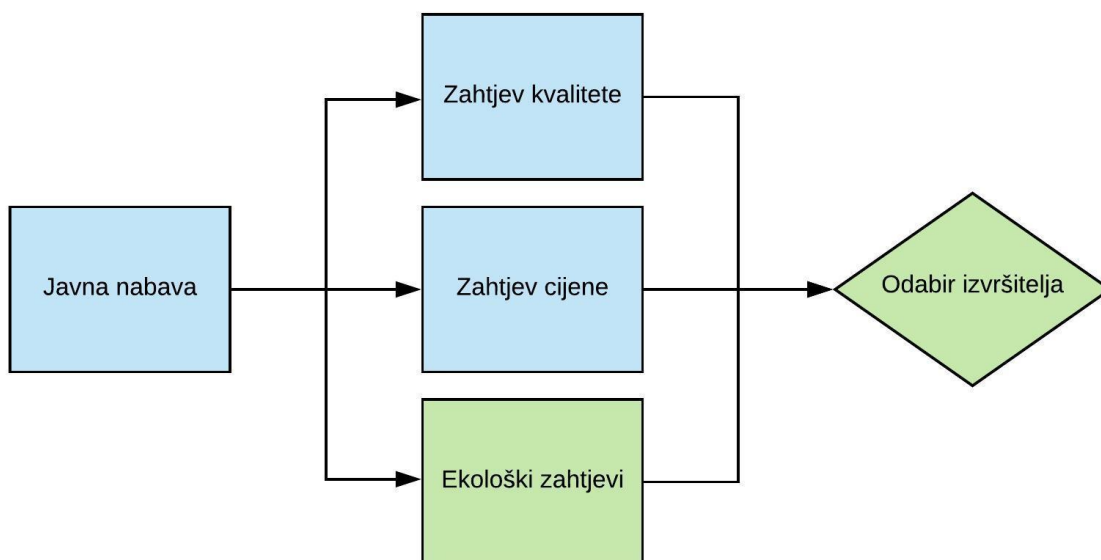 Zahtjev kvalitete
Javna nabava
Zahtjev cijene
Odabir izvršitelja
Ekološki zahtjevi